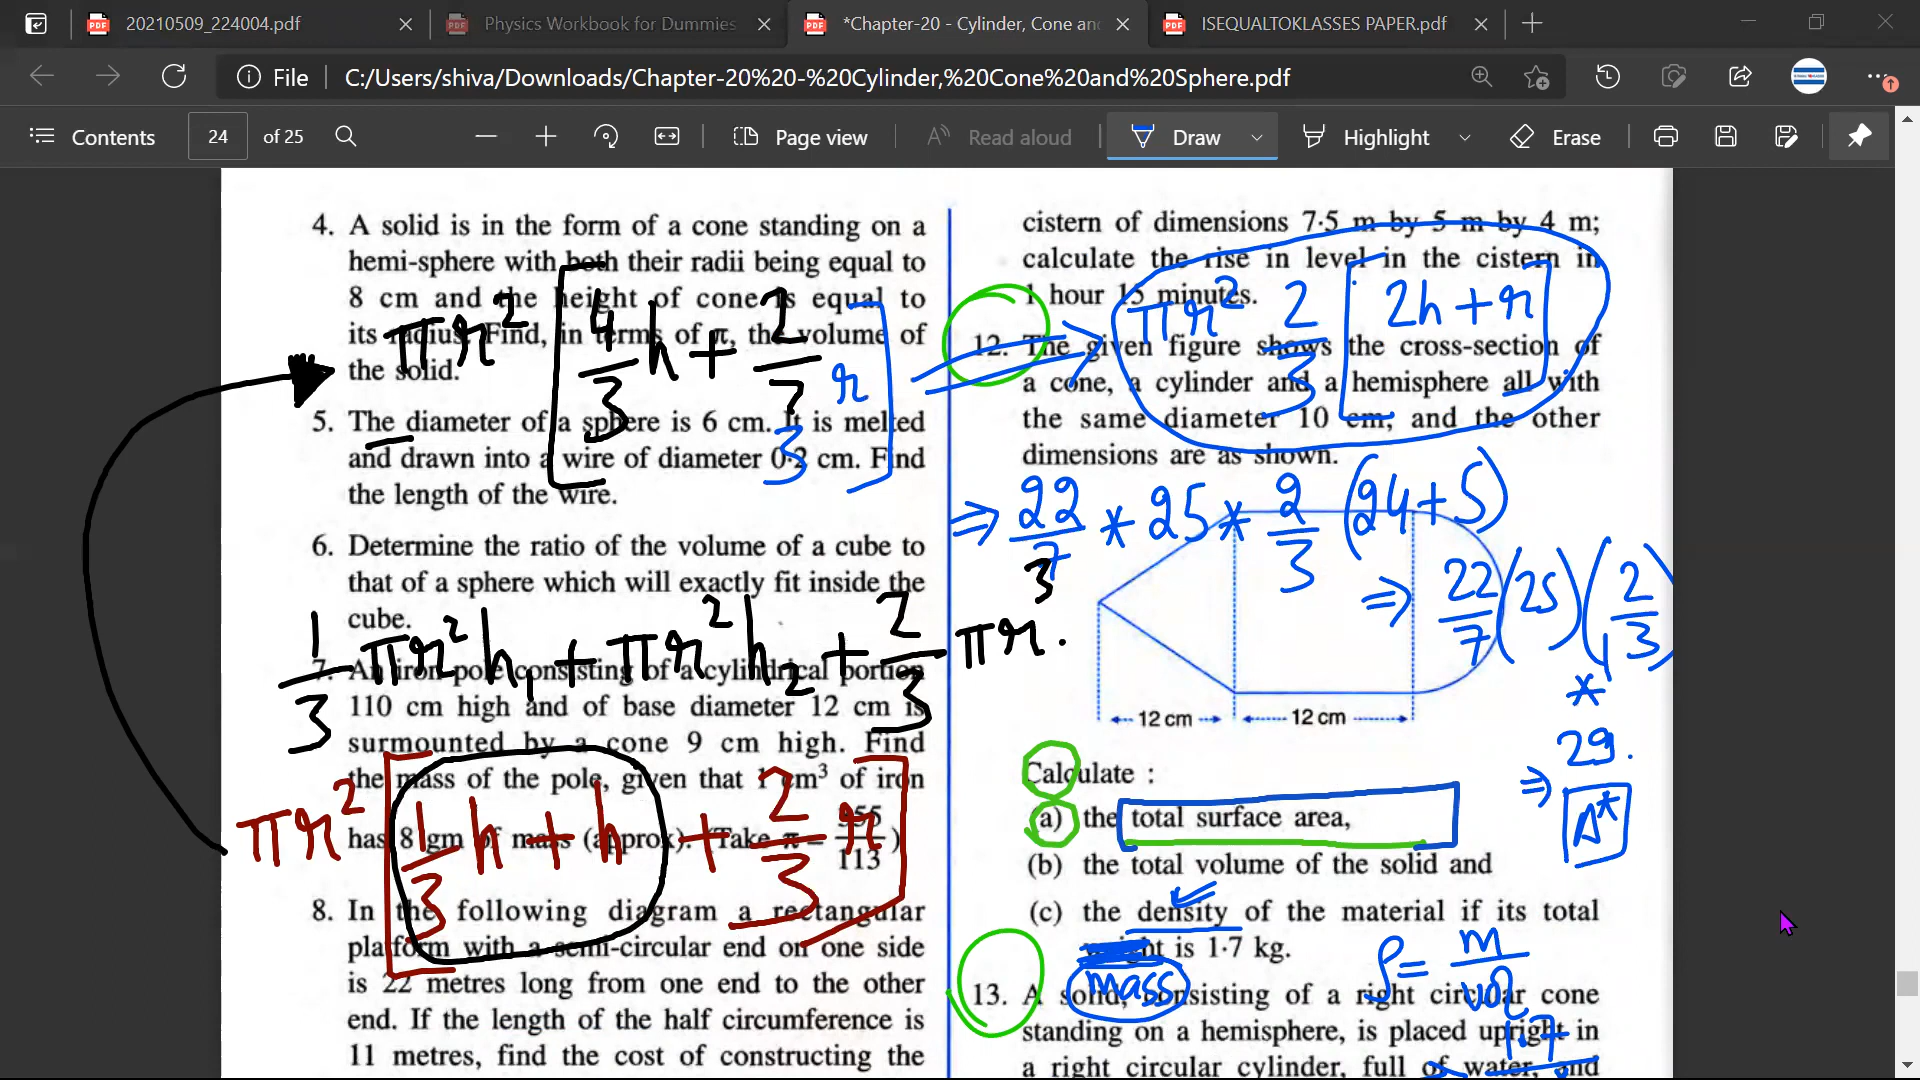 20210509_224004.pdf
Physics Workbook for Dummies
*Chapter-20 - Cylinder, Cone an
ISEQUALTOKLASSES PAPER.pdf
File
C:/Users/shiva/Downloads/Chapter-20%20-%20Cylinder,%20Cone%20and%20Sphere.pdf
Contents
24
of 25
Page view
Read aloud
Draw
Highlight
Erase
4. A solid is in the form of a cone standing on a
hemi-sphere with both their radii being equal to
8 cm and the height of cone is equal to
its radius. Find, in terms of π, the volume of
the solid.
πr² [4/3 h + 2/3 r]
5. The diameter of a sphere is 6 cm. It is melted
and drawn into a wire of diameter 0·2 cm. Find
the length of the wire.
6. Determine the ratio of the volume of a cube to
that of a sphere which will exactly fit inside the
cube.
1/3 πr²h₁ + πr²h₂ + 2/3 πr
3
7. An iron pole consisting of a cylindrical portion
110 cm high and of base diameter 12 cm is
surmounted by a cone 9 cm high. Find
the mass of the pole, given that 1 cm³ of iron
has 8 gm of mass (approx). (Take π = 355/113)
πr² [1/3 h + h + 2/3 r]
8. In the following diagram a rectangular
platform with a semi-circular end on one side
is 22 metres long from one end to the other
end. If the length of the half circumference is
11 metres, find the cost of constructing the
cistern of dimensions 7·5 m by 5 m by 4 m;
calculate the rise in level in the cistern in
1 hour 15 minutes.
⇒ πr² 2/3 [2h + r]
12. The given figure shows the cross-section of
a cone, a cylinder and a hemisphere all with
the same diameter 10 cm, and the other
dimensions are as shown.
⇒ 22/7 * 25 * 2/3 (24 + 5)
⇒ 22/7 (25) (2/3)
*
29.
12 cm
12 cm
Calculate :
(a) the total surface area,
(b) the total volume of the solid and
(c) the density of the material if its total
weight is 1·7 kg.
mass
ρ = m/vol
1.7
13. A solid, consisting of a right circular cone
standing on a hemisphere, is placed upright in
a right circular cylinder, full of water, and